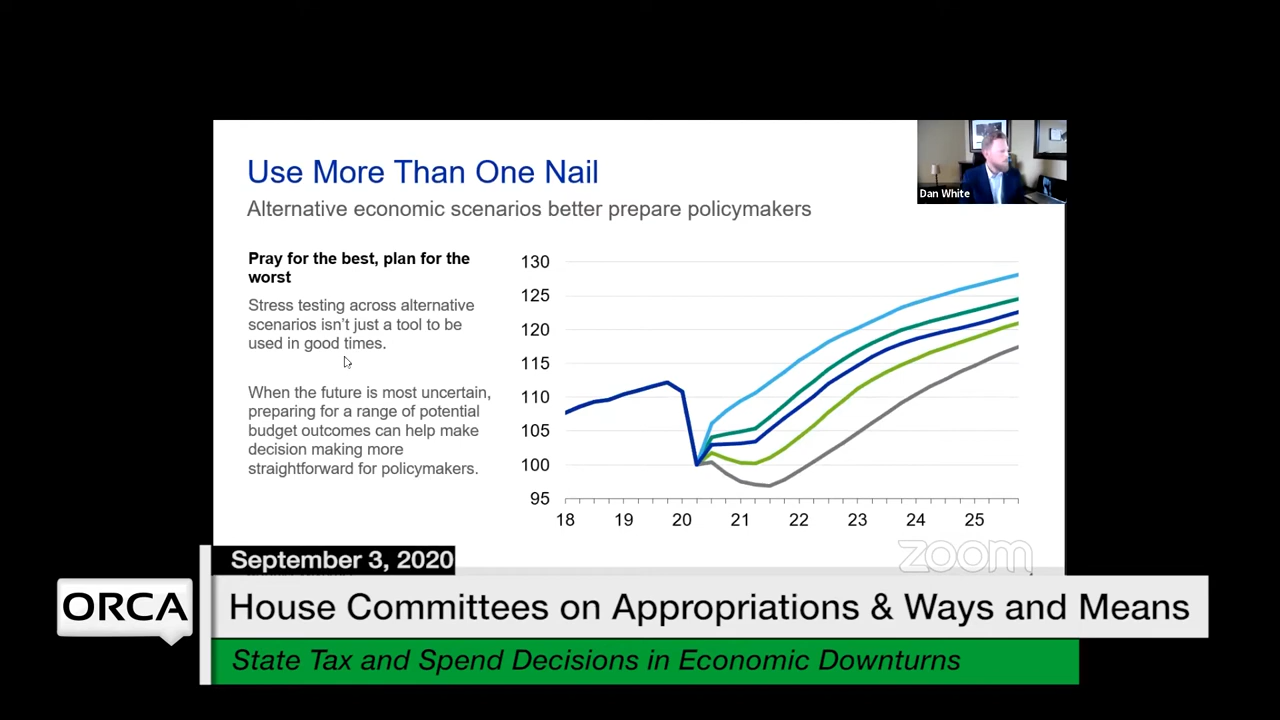 Use More Than One Nail
Alternative economic scenarios better prepare policymakers
Dan White
Pray for the best, plan for the
worst
Stress testing across alternative
scenarios isn't just a tool to be
used in good times.
When the future is most uncertain,
preparing for a range of potential
budget outcomes can help make
decision making more
straightforward for policymakers.
130
125
120
115
110
105
100
95
18 19 20 21 22 23 24 25
zoom
September 3, 2020
ORCA
House Committees on Appropriations & Ways and Means
State Tax and Spend Decisions in Economic Downturns